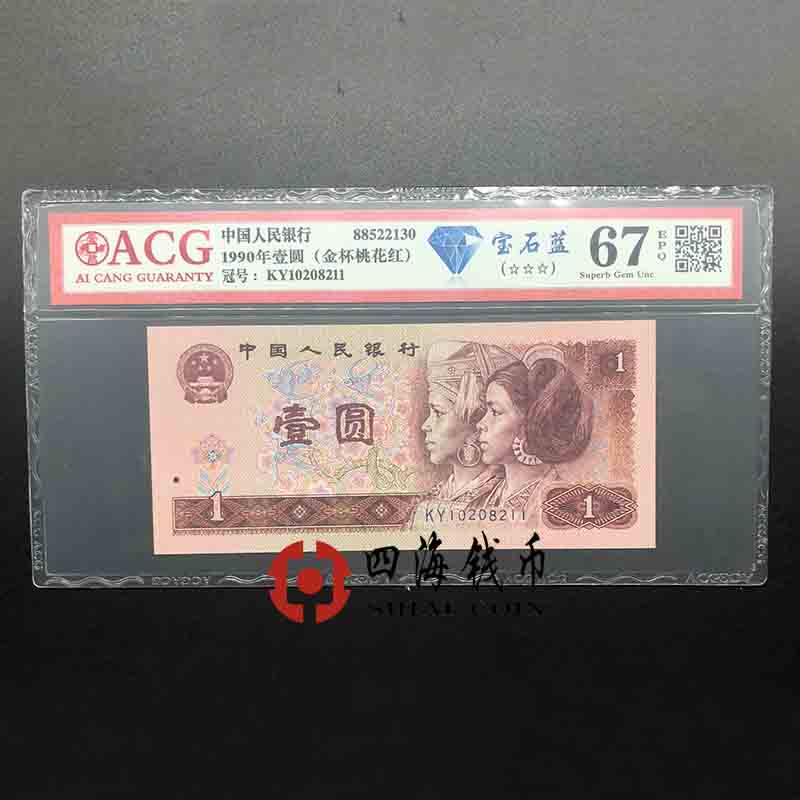 ACG
AI CANG GUARANTY
中国人民银行 88522130
1990年壹圆（金杯桃花红）
冠号：KY10208211
宝石蓝
(☆☆☆)
67
EPQ
Superb Gem Unc
中国人民银行
1
壹圆
1
1
KY10208211
四海钱币
COIN